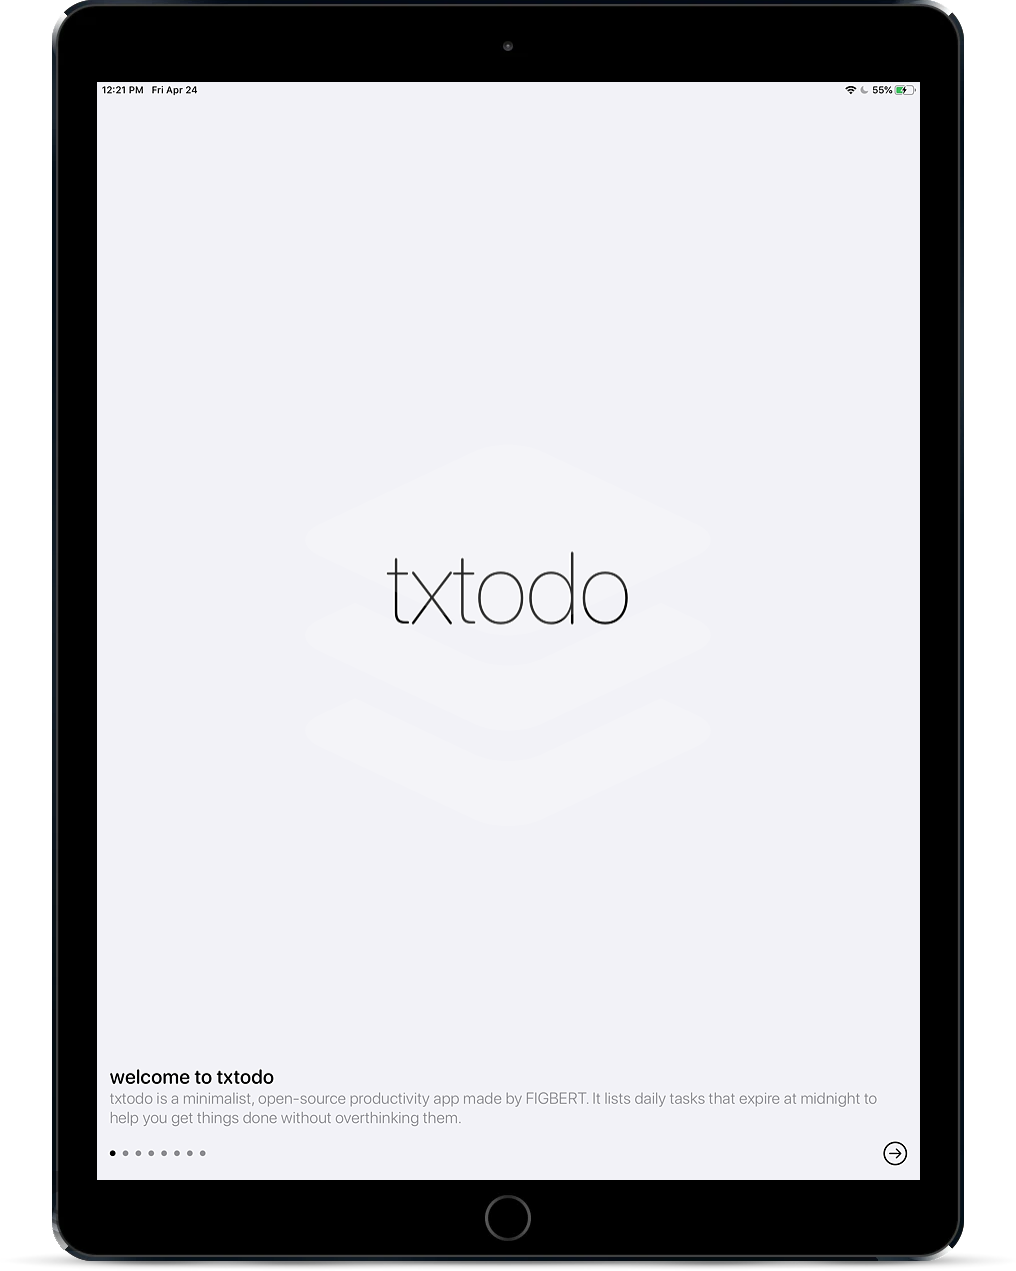 12:21 PM Fri Apr 24 55%
txtodo
welcome to txtodo
txtodo is a minimalist, open-source productivity app made by FIGBERT. It lists daily tasks that expire at midnight to
help you get things done without overthinking them.